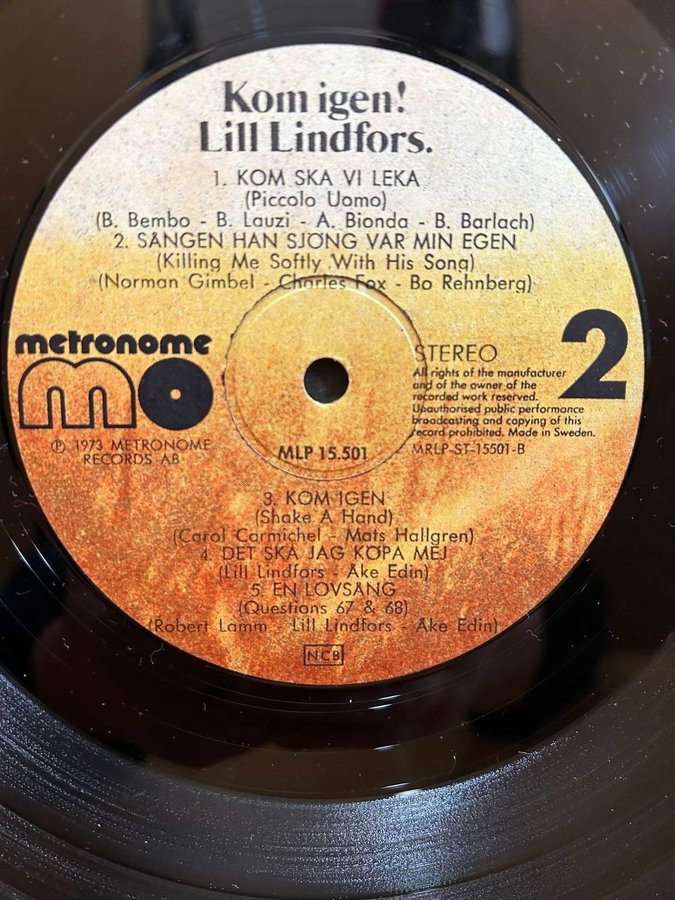 Kom igen!
Lill Lindfors.
1. KOM SKA VI LEKA
(Piccolo Uomo)
(B. Bembo - B. Lauzi - A. Bionda - B. Barlach)
2. SÅNGEN HAN SJÖNG VAR MIN EGEN
(Killing Me Softly With His Song)
(Norman Gimbel - Charles Fox - Bo Rehnberg)
metronome
mo
℗ 1973 METRONOME
RECORDS AB
MLP 15.501
STEREO
All rights of the manufacturer
and of the owner of the
recorded work reserved.
Unauthorised public performance
broadcasting and copying of this
record prohibited. Made in Sweden.
MRLP-ST-15501-B
2
3. KOM IGEN
(Shake A Hand)
(Carol Carmichel - Mats Hallgren)
4. DET SKA JAG KÖPA MEJ
(Lill Lindfors - Åke Edin)
5. EN LOVSÅNG
(Questions 67 & 68)
(Robert Lamm - Lill Lindfors - Åke Edin)
NCB